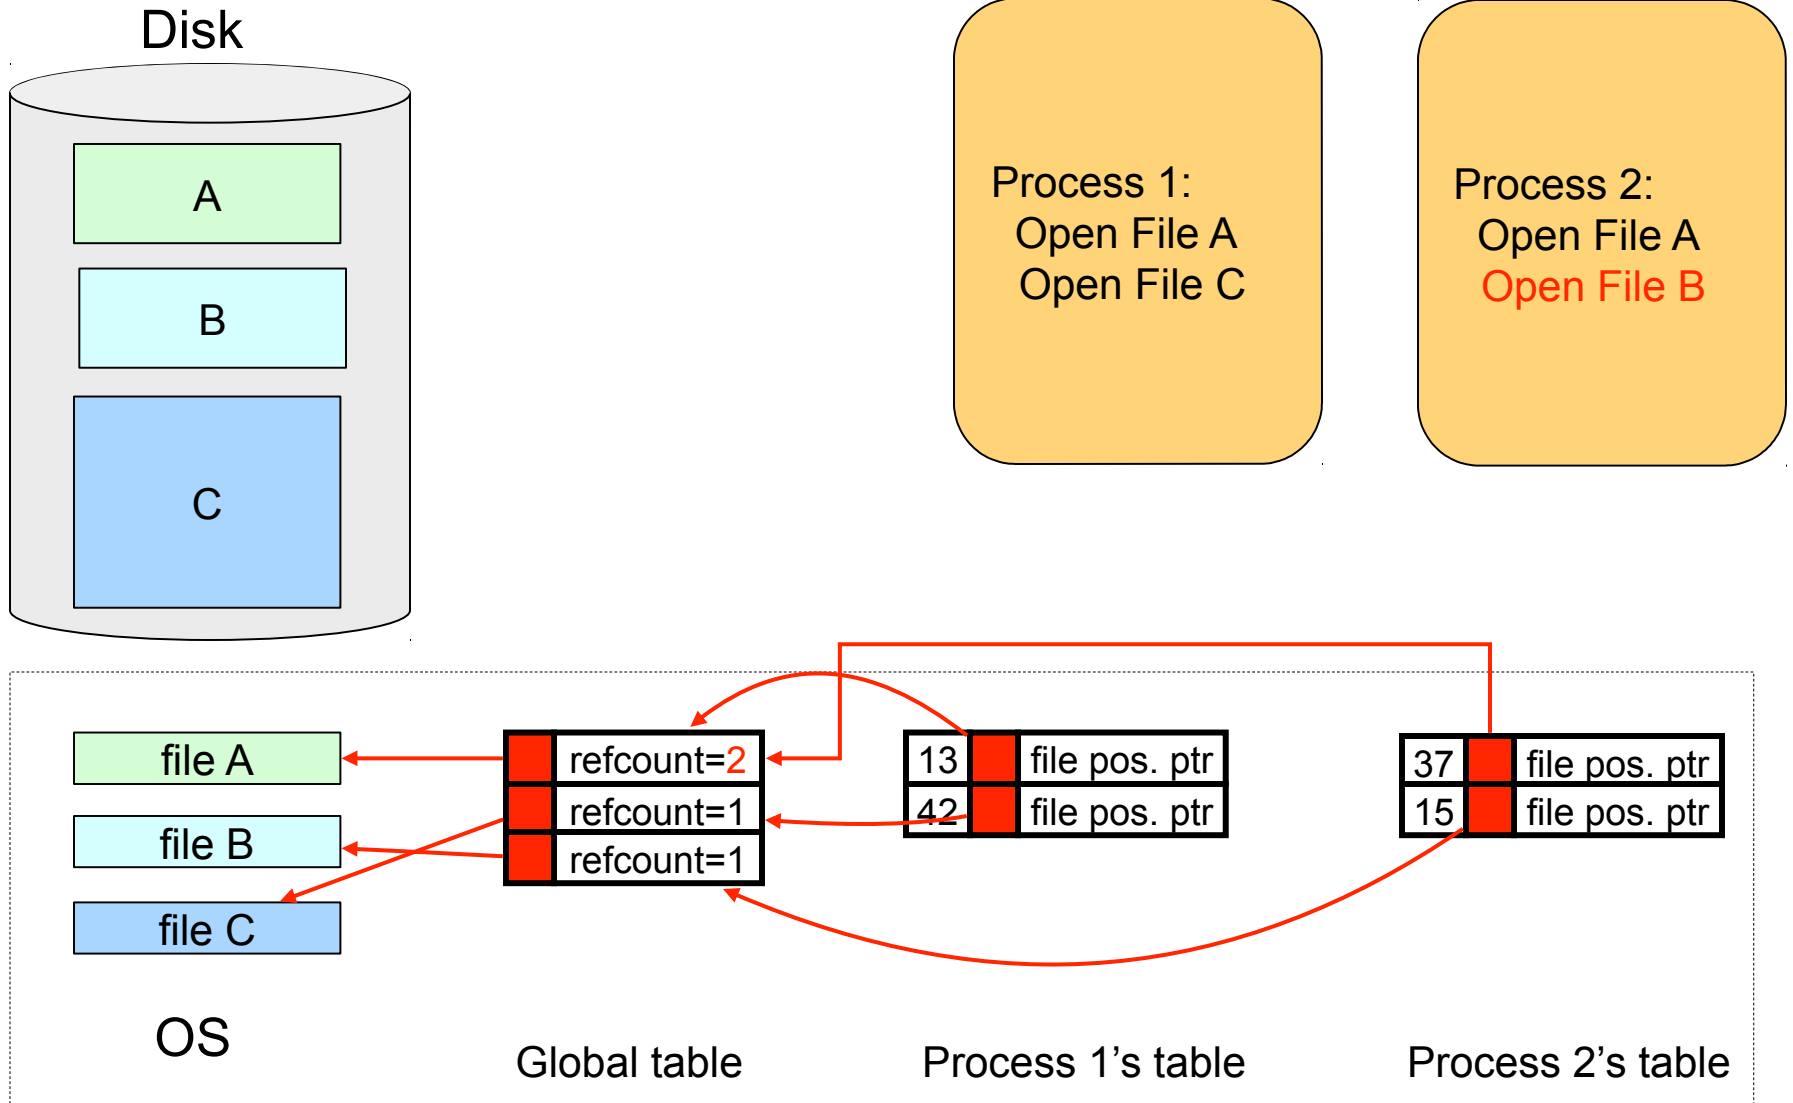 Disk
A
B
C
Process 1:
Open File A
Open File C
Process 2:
Open File A
Open File B
file A
file B
file C
OS
refcount=2
refcount=1
refcount=1
Global table
13 file pos. ptr
42 file pos. ptr
Process 1’s table
37 file pos. ptr
15 file pos. ptr
Process 2’s table